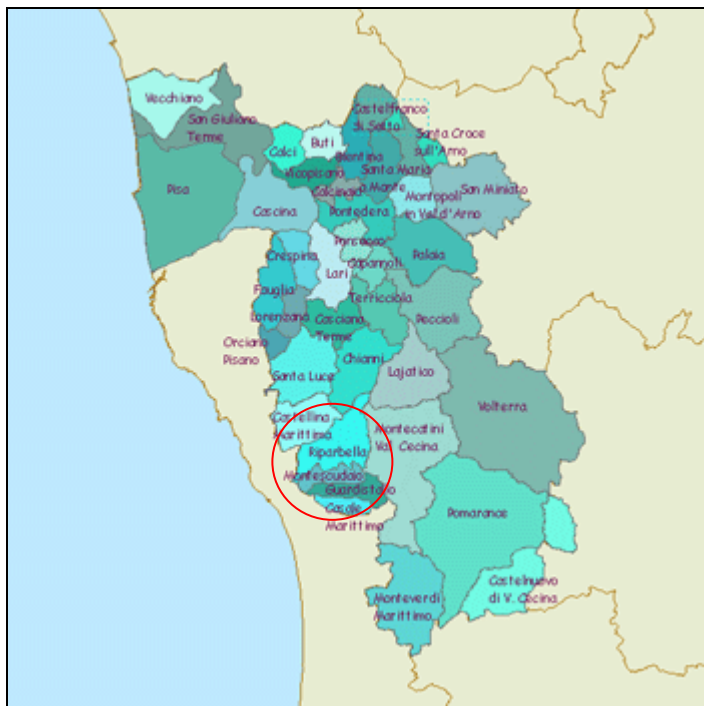 Vecchiano
San Giuliano
Terme
Calci
Buti
Castelfranco
di Sotto
Santa Croce
sull'Arno
Bientina
Vicopisano
Santa Maria
a Monte
Calcinaia
San Miniato
Montopoli
in Val d'Arno
Pisa
Cascina
Pontedera
Ponsacco
Capannoli
Palaia
Crespina
Lari
Fauglia
Lorenzana
Terricciola
Peccioli
Casciana
Terme
Orciano
Pisano
Chianni
Santa Luce
Lajatico
Volterra
Castellina
Marittima
Montecatini
Val Cecina
Riparbella
Montescudaio
Guardistallo
Casale
Marittimo
Pomarance
Monteverdi
Marittimo
Castelnuovo
di V. Cecina